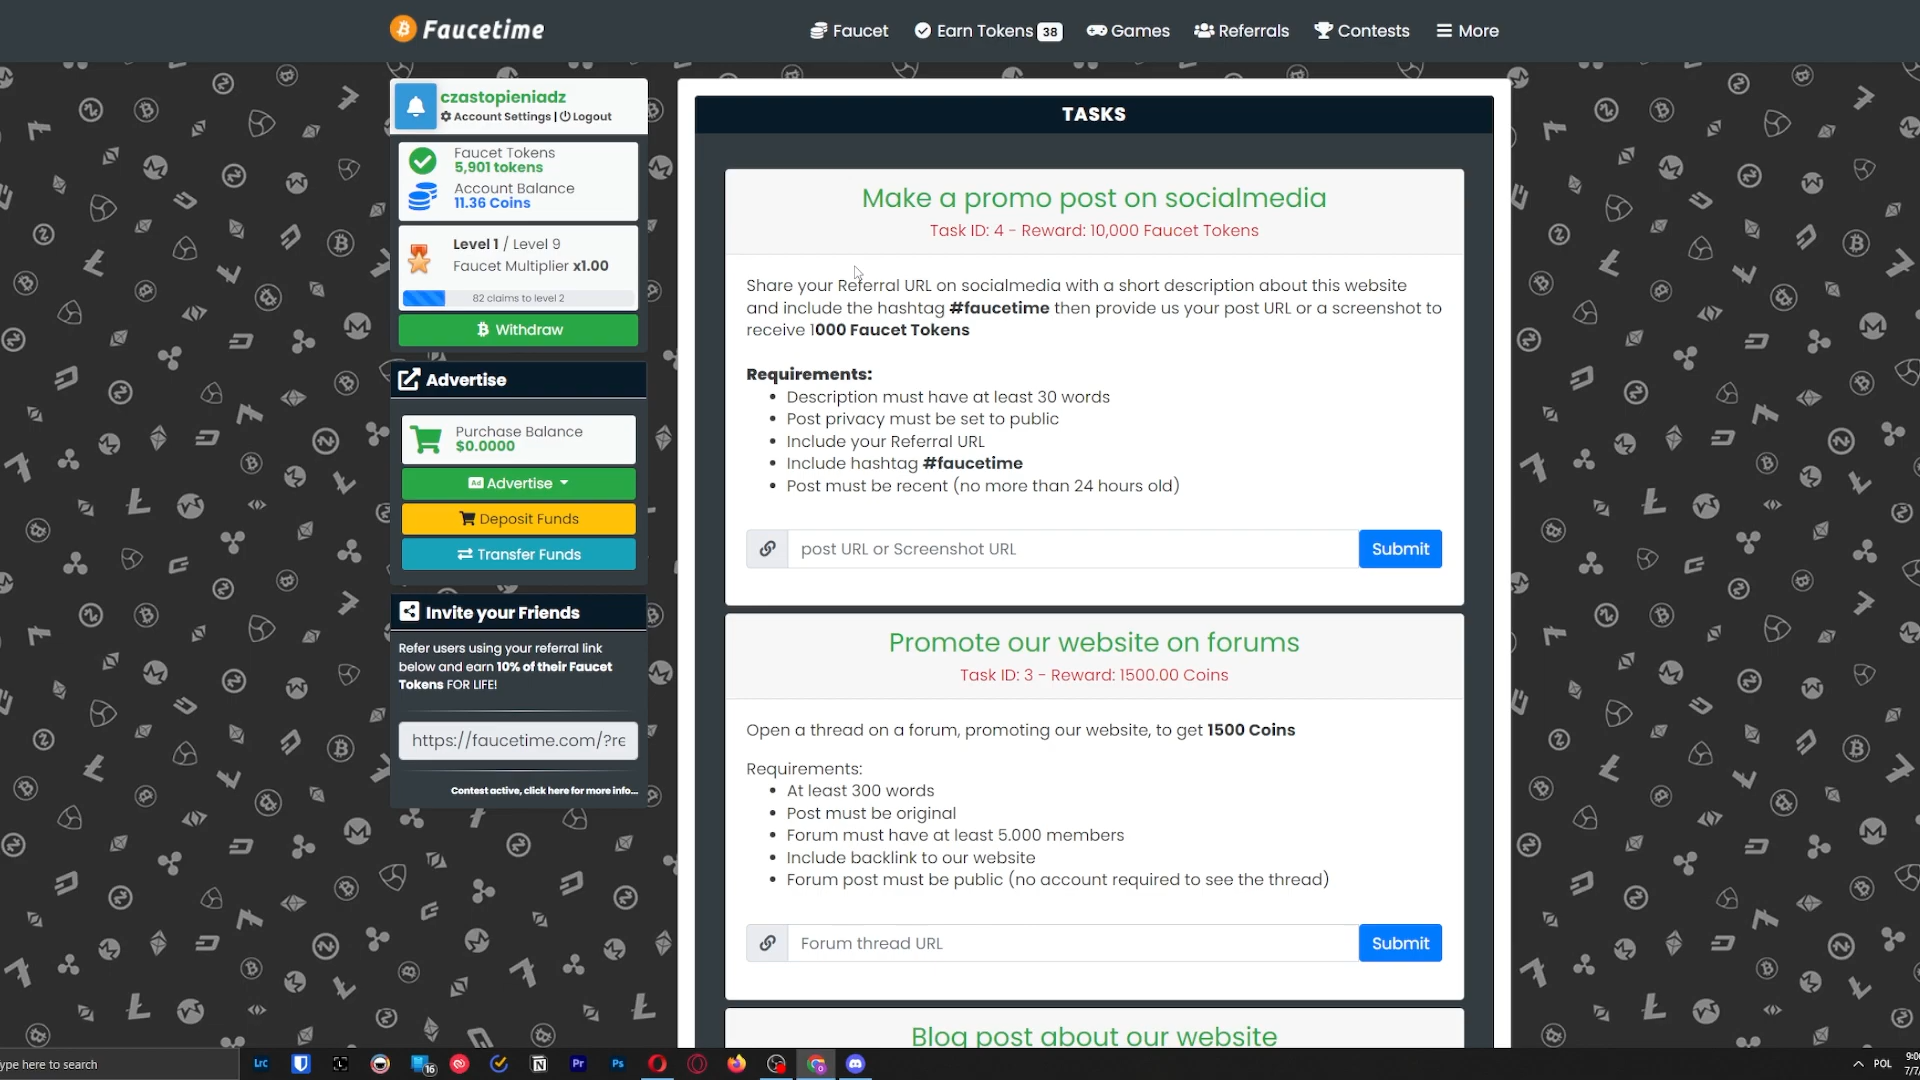 Faucetime
Faucet
Earn Tokens 38
Games
Referrals
Contests
More
czastopieniadz
Account Settings | Logout
Faucet Tokens
5,901 tokens
Account Balance
11.36 Coins
Level 1 / Level 9
Faucet Multiplier x1.00
82 claims to level 2
Withdraw
Advertise
Purchase Balance
$0.0000
Ad Advertise
Deposit Funds
Transfer Funds
Invite your Friends
Refer users using your referral link
below and earn 10% of their Faucet
Tokens FOR LIFE!
https://faucetime.com/?re
Contest active, click here for more info...
TASKS
Make a promo post on socialmedia
Task ID: 4 - Reward: 10,000 Faucet Tokens
Share your Referral URL on socialmedia with a short description about this website
and include the hashtag #faucetime then provide us your post URL or a screenshot to
receive 1000 Faucet Tokens
Requirements:
Description must have at least 30 words
Post privacy must be set to public
Include your Referral URL
Include hashtag #faucetime
Post must be recent (no more than 24 hours old)
post URL or Screenshot URL
Submit
Promote our website on forums
Task ID: 3 - Reward: 1500.00 Coins
Open a thread on a forum, promoting our website, to get 1500 Coins
Requirements:
At least 300 words
Post must be original
Forum must have at least 5.000 members
Include backlink to our website
Forum post must be public (no account required to see the thread)
Forum thread URL
Submit
Blog post about our website
ype here to search
Lrc
16
Pr
Ps
POL
9:0
7/7